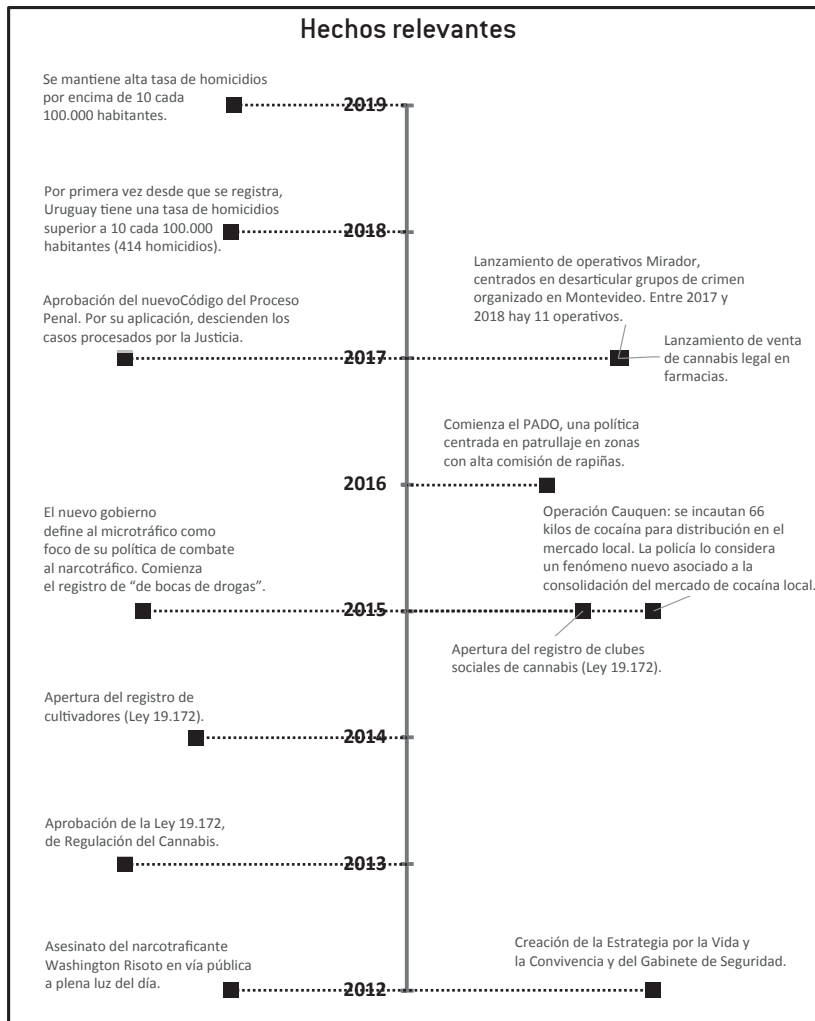 Hechos relevantes
Se mantiene alta tasa de homicidios
por encima de 10 cada
100.000 habitantes.
2019
Por primera vez desde que se registra,
Uruguay tiene una tasa de homicidios
superior a 10 cada 100.000
habitantes (414 homicidios).
2018
Lanzamiento de operativos Mirador,
centrados en desarticular grupos de crimen
organizado en Montevideo. Entre 2017 y
2018 hay 11 operativos.
Aprobación del nuevoCódigo del Proceso
Penal. Por su aplicación, descienden los
casos procesados por la Justicia.
2017
Lanzamiento de venta
de cannabis legal en
farmacias.
Comienza el PADO, una política
centrada en patrullaje en zonas
con alta comisión de rapiñas.
2016
El nuevo gobierno
define al microtráfico como
foco de su política de combate
al narcotráfico. Comienza
el registro de “de bocas de drogas”.
Operación Cauquen: se incautan 66
kilos de cocaína para distribución en el
mercado local. La policía lo considera
un fenómeno nuevo asociado a la
consolidación del mercado de cocaína local.
2015
Apertura del registro de clubes
sociales de cannabis (Ley 19.172).
Apertura del registro de
cultivadores (Ley 19.172).
2014
Aprobación de la Ley 19.172,
de Regulación del Cannabis.
2013
Asesinato del narcotraficante
Washington Risoto en vía pública
a plena luz del día.
Creación de la Estrategia por la Vida y
la Convivencia y del Gabinete de Seguridad.
2012